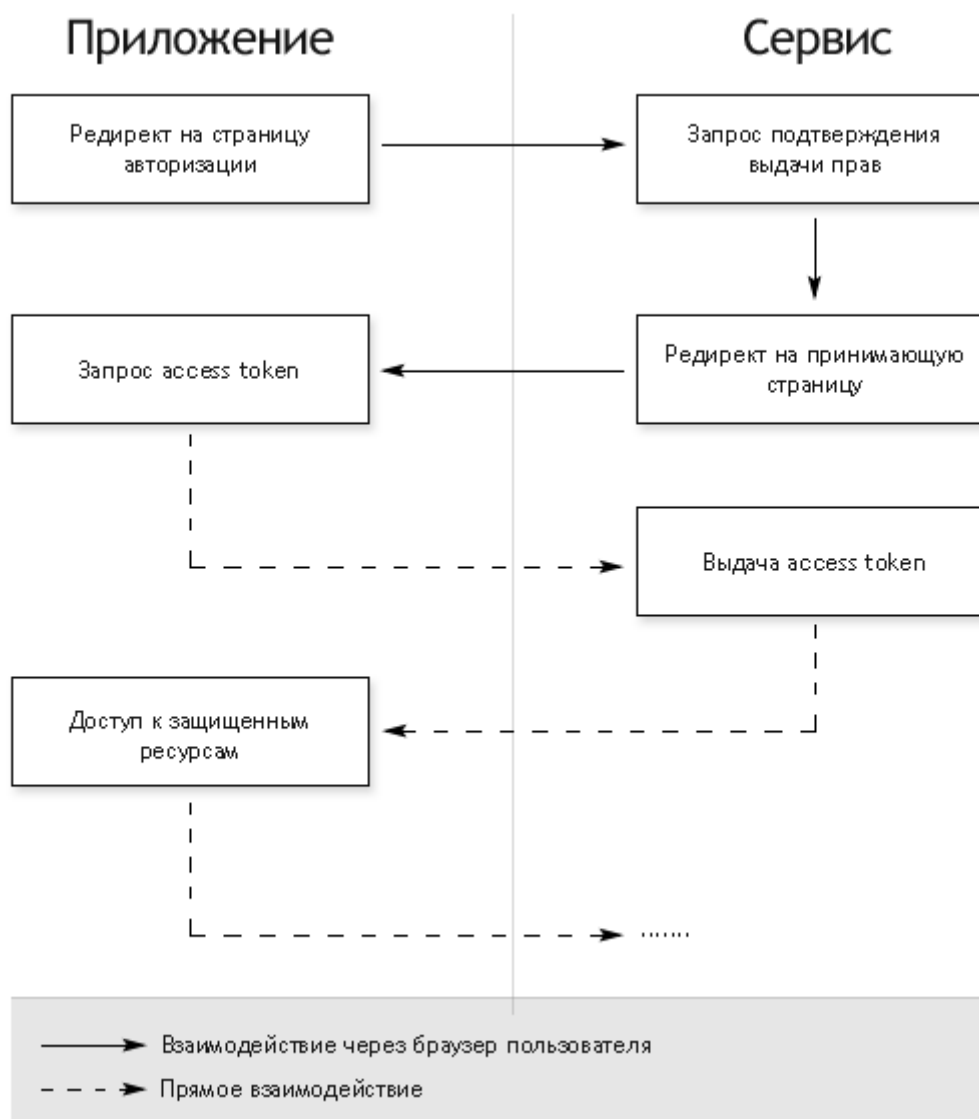 Приложение
Сервис
Редирект на страницу
авторизации
Запрос подтверждения
выдачи прав
Запрос access token
Редирект на принимающую
страницу
Выдача access token
Доступ к защищенным
ресурсам
.......
Взаимодействие через браузер пользователя
Прямое взаимодействие